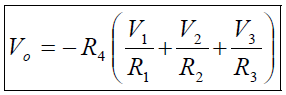 V_o = -R_4 ( V_1/R_1 + V_2/R_2 + V_3/R_3 )